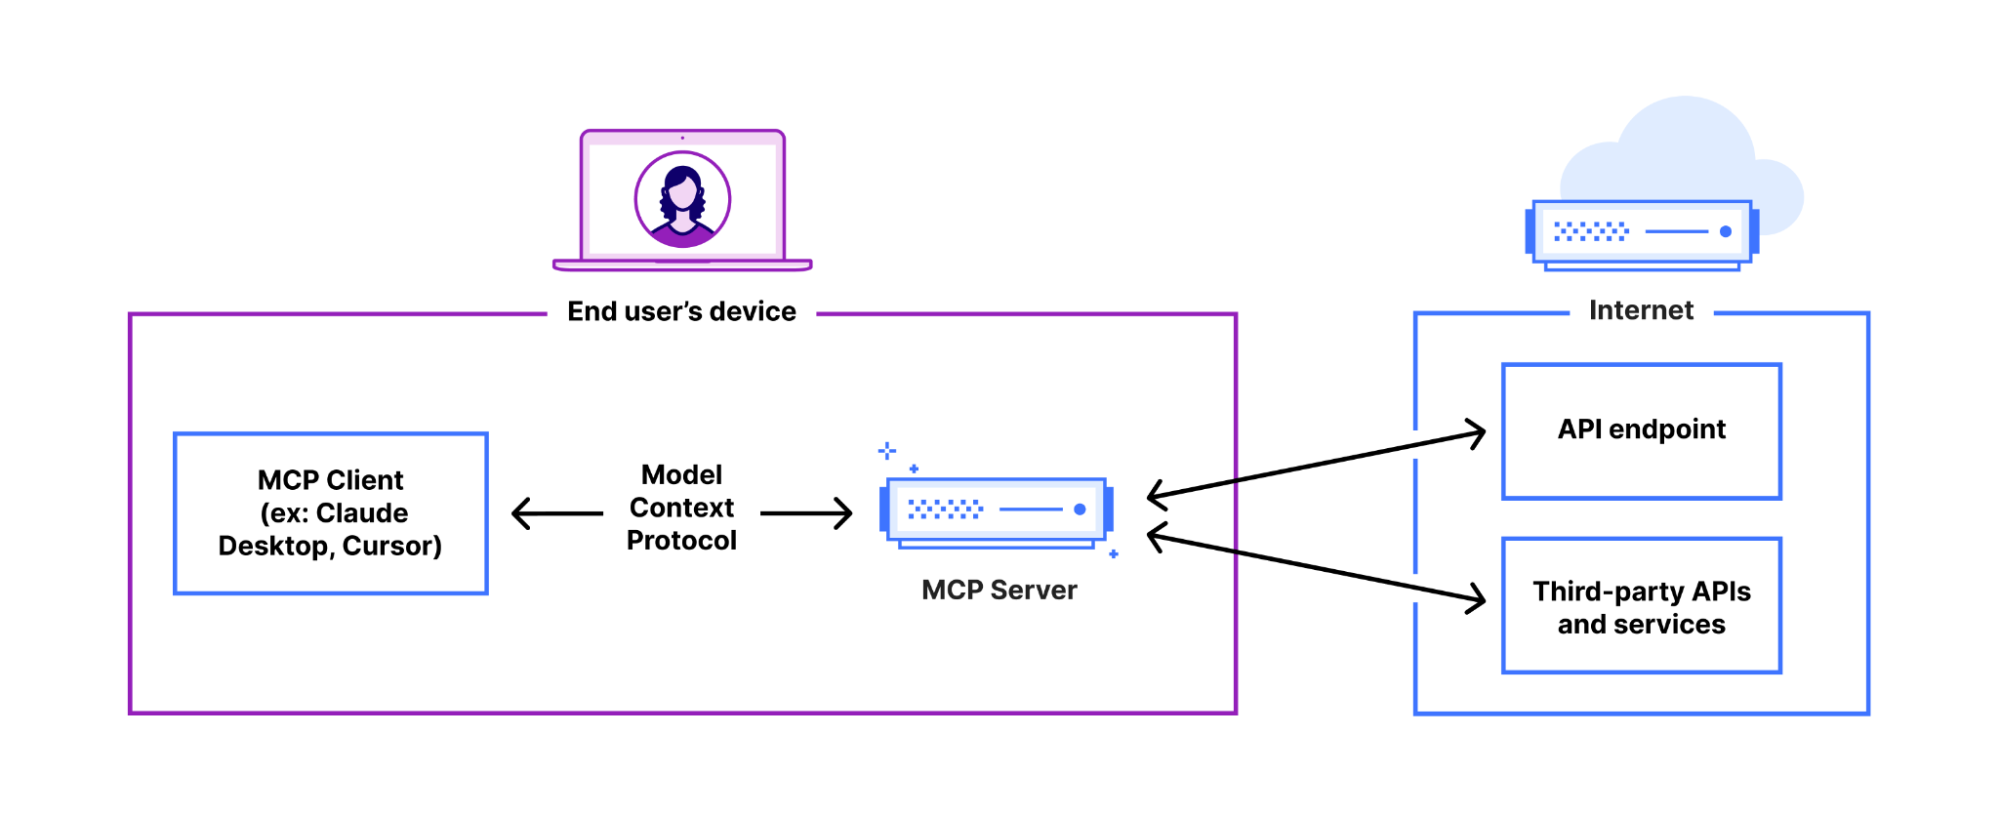 End user’s device
Internet
MCP Client
(ex: Claude
Desktop, Cursor)
Model
Context
Protocol
MCP Server
API endpoint
Third-party APIs
and services